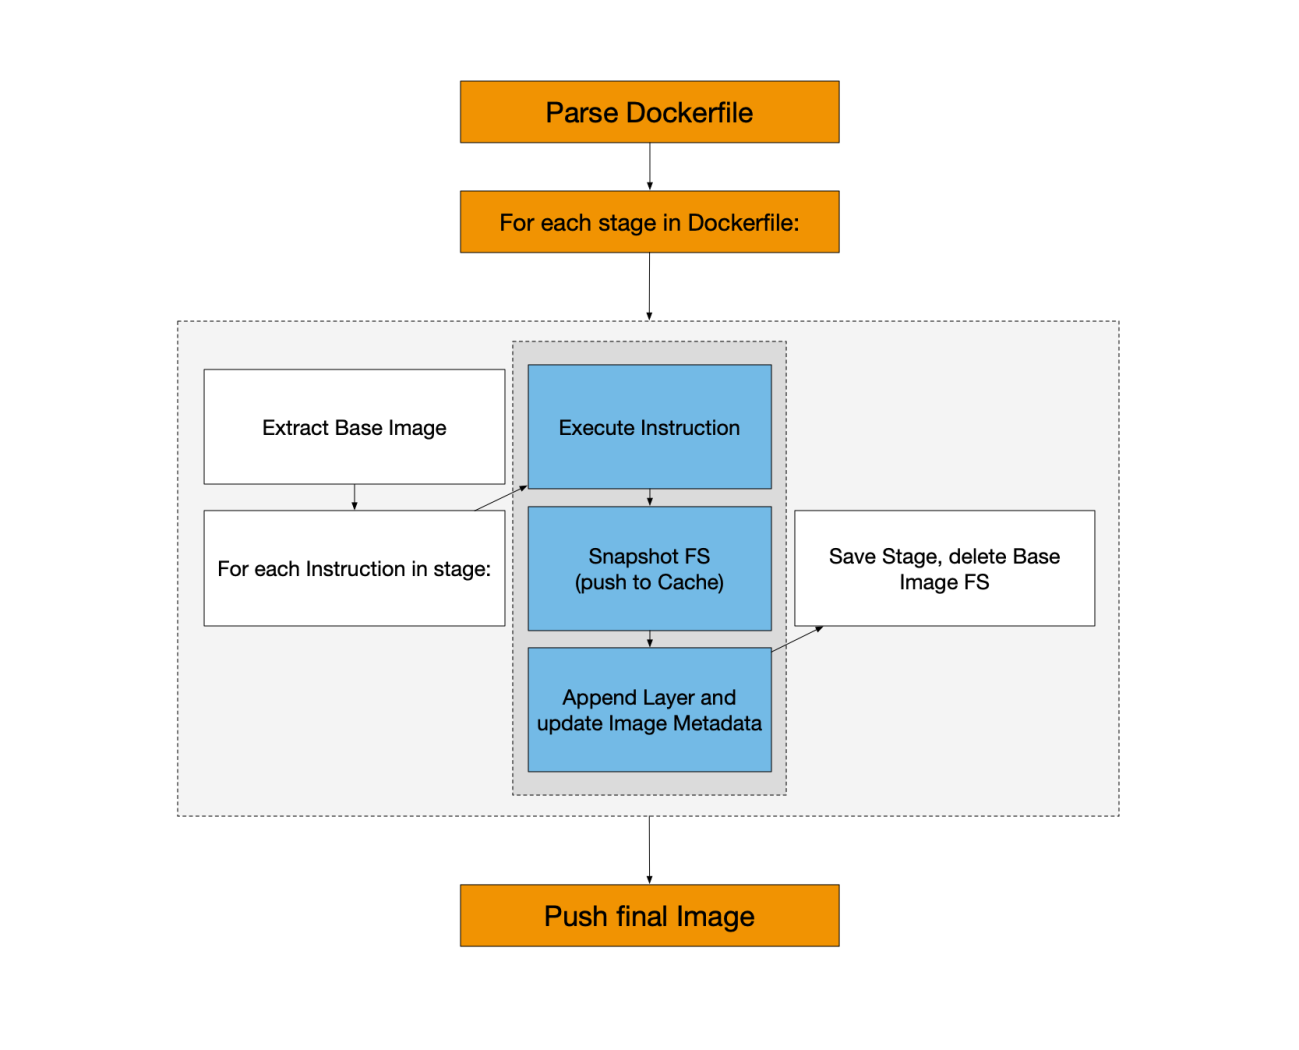 Parse Dockerfile
For each stage in Dockerfile:
Extract Base Image
For each Instruction in stage:
Execute Instruction
Snapshot FS
(push to Cache)
Append Layer and
update Image Metadata
Save Stage, delete Base
Image FS
Push final Image